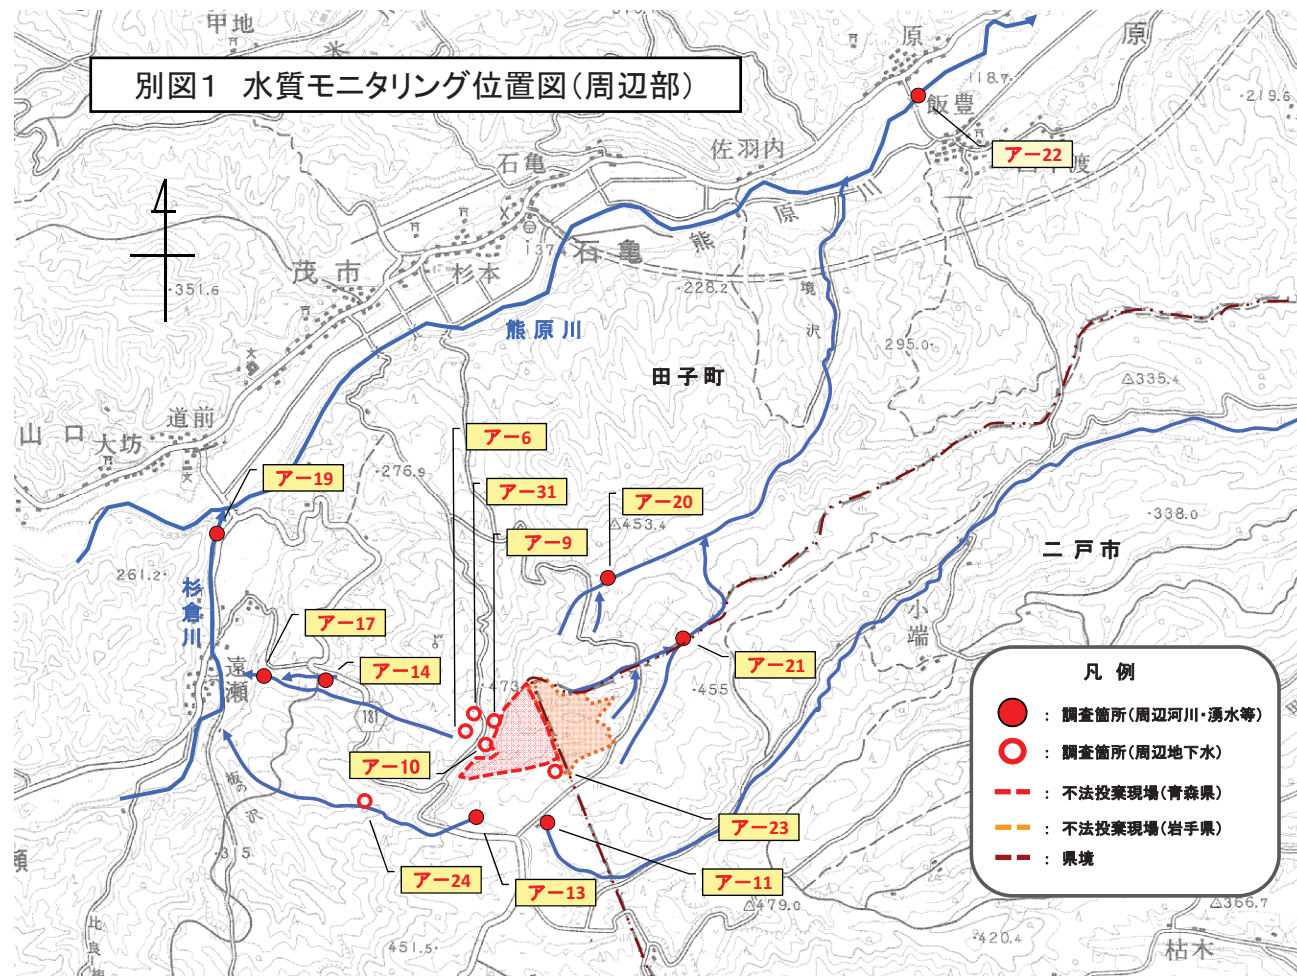 甲地
米
原
原
別図１ 水質モニタリング位置図（周辺部）
・118.7
飯豊
・219.6
佐羽内
石亀
アー22
渡
川
原
熊
137
石亀
茂市
杉本
・351.6
・228.2
境
沢
熊原川
295.0・
田子町
△335.4
道前
山口
大坊
アー6
・276.9
アー19
アー31
アー20
△453.4
・338.0
アー9
二戸市
261.2・
杉倉川
小端
アー17
遠瀬
アー14
アー21
・473
・455
凡 例
181
：調査箇所（周辺河川・湧水等）
アー10
：調査箇所（周辺地下水）
：不法投棄現場（青森県）
沢
アー23
：不法投棄現場（岩手県）
・315
瀬
：県境
アー24
アー13
アー11
△479.0
△366.7
451.5・
・420.4
枯木
比良